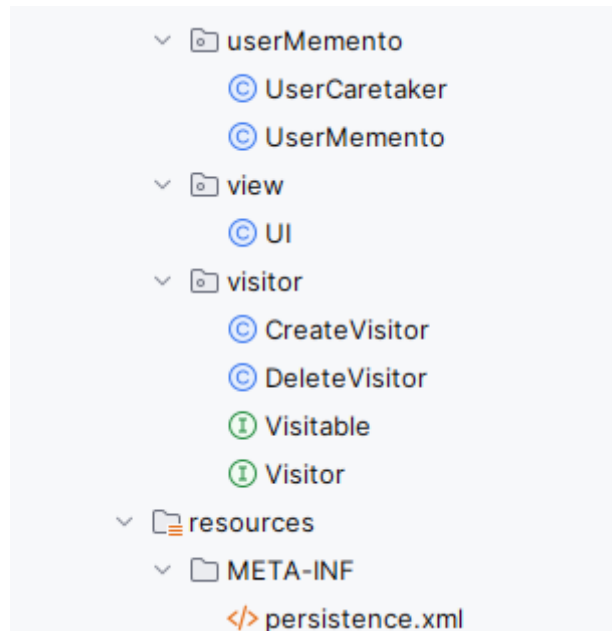 userMemento
UserCaretaker
UserMemento
view
UI
visitor
CreateVisitor
DeleteVisitor
Visitable
Visitor
resources
META-INF
persistence.xml